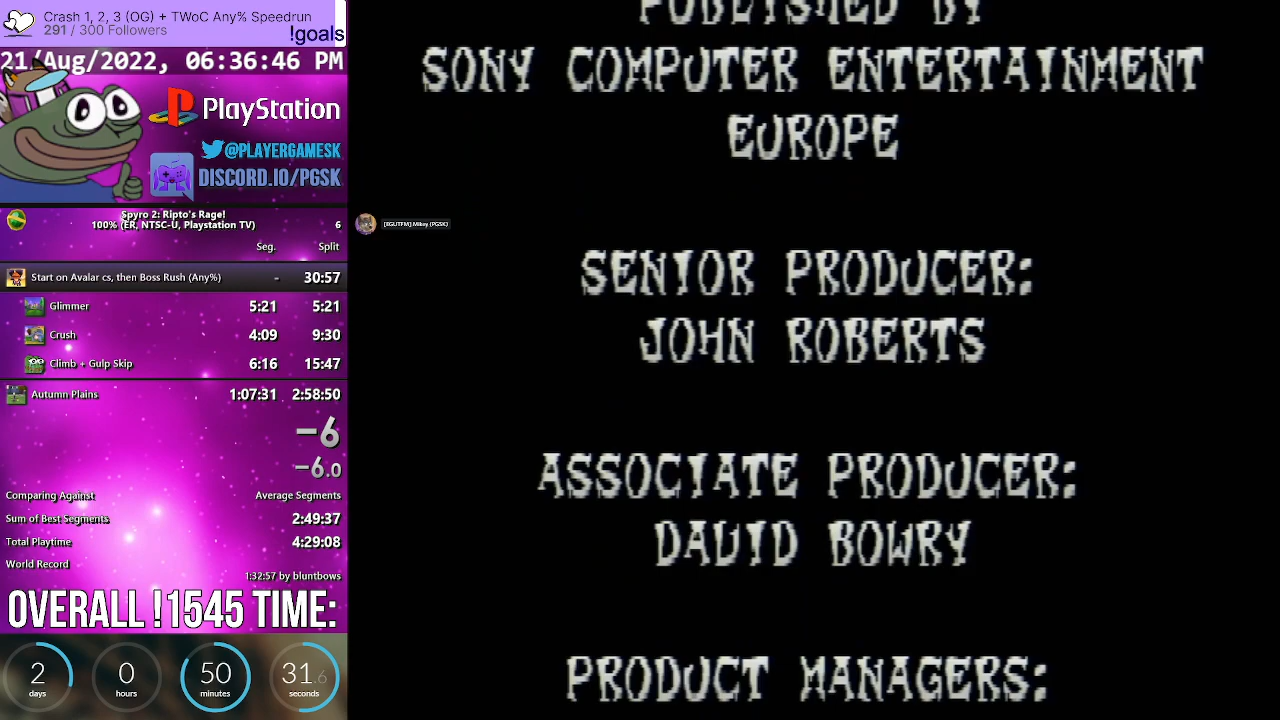 Crash 1, 2, 3 (OG) + TWoC Any% Speedrun
291 / 300 Followers
!goals
21/Aug/2022, 06:36:46 PM
PlayStation
@PLAYERGAMESK
DISCORD.IO/PGSK
Spyro 2: Ripto's Rage!
100% (ER, NTSC-U, Playstation TV) 6
Seg. Split
Start on Avalar cs, then Boss Rush (Any%) - 30:57
Glimmer 5:21 5:21
Crush 4:09 9:30
Climb + Gulp Skip 6:16 15:47
Autumn Plains 1:07:31 2:58:50
-6
-6.0
Comparing Against Average Segments
Sum of Best Segments 2:49:37
Total Playtime 4:29:08
World Record
1:32:57 by bluntbows
OVERALL !1545 TIME:
2 0 50 31.6
days hours minutes seconds
PUBLISHED BY
SONY COMPUTER ENTERTAINMENT
EUROPE
[EGUTFM] Mikey (PGSK)
SENIOR PRODUCER:
JOHN ROBERTS
ASSOCIATE PRODUCER:
DAVID BOWRY
PRODUCT MANAGERS: